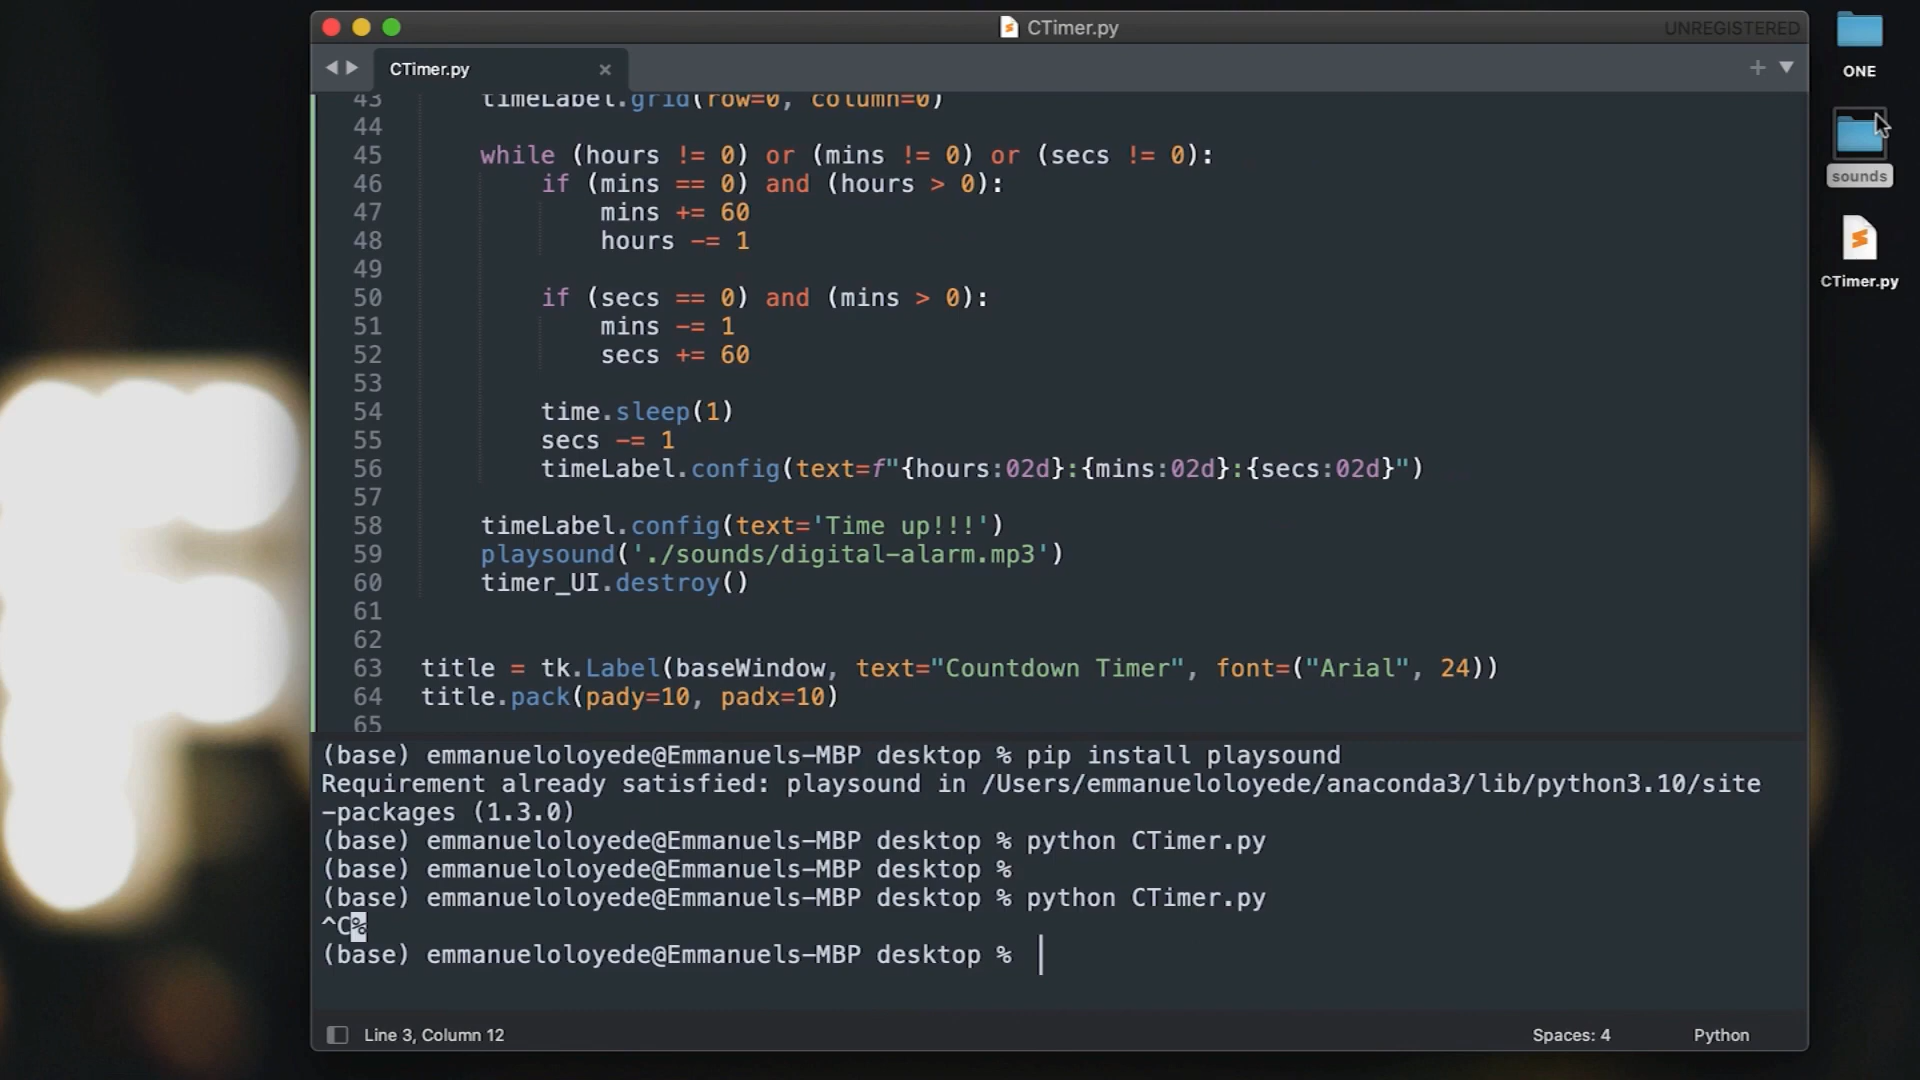 CTimer.py
UNREGISTERED
CTimer.py
43 timeLabel.grid(row=0, column=0)
44
45 while (hours != 0) or (mins != 0) or (secs != 0):
46 if (mins == 0) and (hours > 0):
47 mins += 60
48 hours -= 1
49
50 if (secs == 0) and (mins > 0):
51 mins -= 1
52 secs += 60
53
54 time.sleep(1)
55 secs -= 1
56 timeLabel.config(text=f"{hours:02d}:{mins:02d}:{secs:02d}")
57
58 timeLabel.config(text='Time up!!!')
59 playsound('./sounds/digital-alarm.mp3')
60 timer_UI.destroy()
61
62
63 title = tk.Label(baseWindow, text="Countdown Timer", font=("Arial", 24))
64 title.pack(pady=10, padx=10)
65
(base) emmanueloloyede@Emmanuels-MBP desktop % pip install playsound
Requirement already satisfied: playsound in /Users/emmanueloloyede/anaconda3/lib/python3.10/site
-packages (1.3.0)
(base) emmanueloloyede@Emmanuels-MBP desktop % python CTimer.py
(base) emmanueloloyede@Emmanuels-MBP desktop %
(base) emmanueloloyede@Emmanuels-MBP desktop % python CTimer.py
^C%
(base) emmanueloloyede@Emmanuels-MBP desktop %
Line 3, Column 12
Spaces: 4
Python
ONE
sounds
CTimer.py